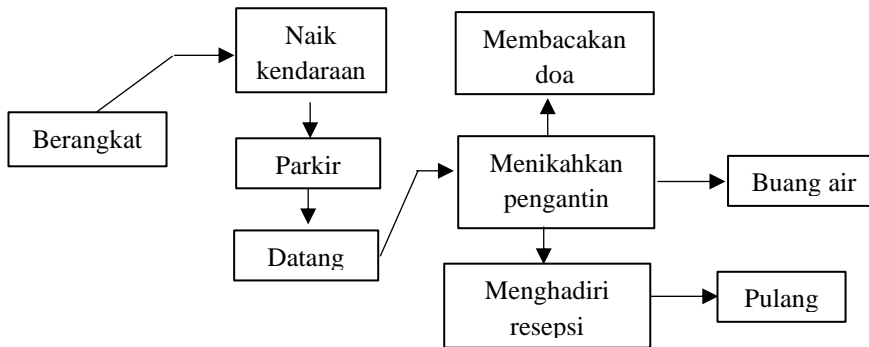 Berangkat
Naik
kendaraan
Parkir
Datang
Menikahkan
pengantin
Membacakan
doa
Buang air
Menghadiri
resepsi
Pulang